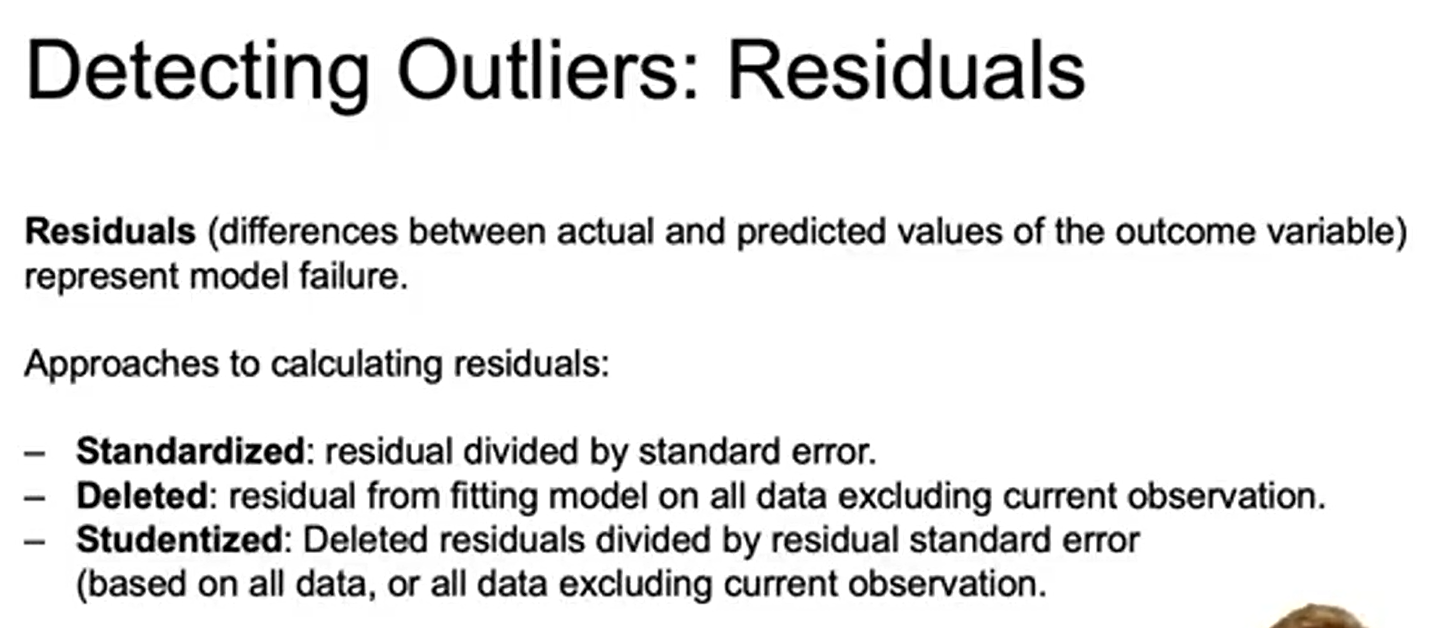 Detecting Outliers: Residuals
Residuals (differences between actual and predicted values of the outcome variable)
represent model failure.
Approaches to calculating residuals:
– Standardized: residual divided by standard error.
– Deleted: residual from fitting model on all data excluding current observation.
– Studentized: Deleted residuals divided by residual standard error
(based on all data, or all data excluding current observation.